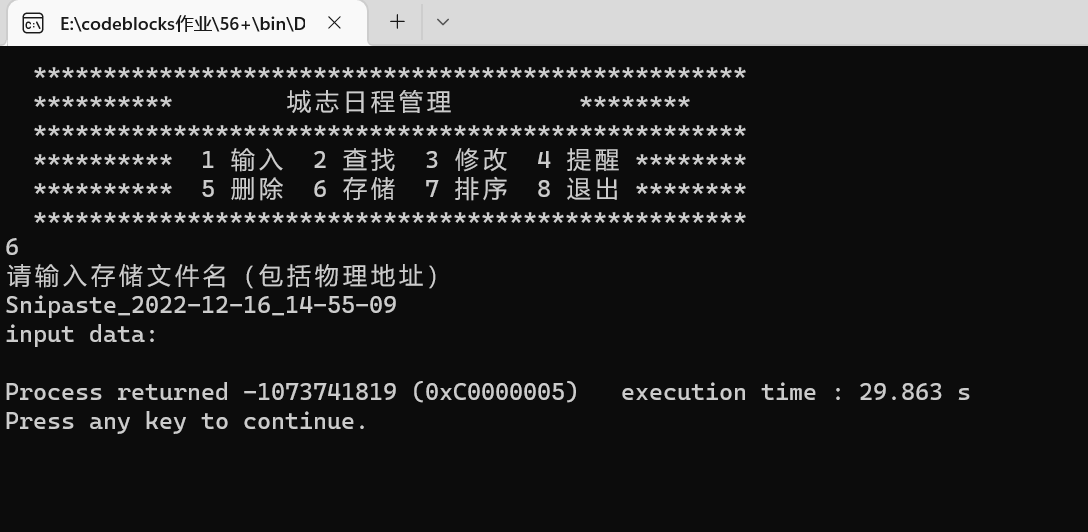 E:\codeblocks作业\56+\bin\D
***************************************************
********** 城志日程管理 ********
***************************************************
********** 1 输入 2 查找 3 修改 4 提醒 ********
********** 5 删除 6 存储 7 排序 8 退出 ********
***************************************************
6
请输入存储文件名（包括物理地址）
Snipaste_2022-12-16_14-55-09
input data:
Process returned -1073741819 (0xC0000005) execution time : 29.863 s
Press any key to continue.